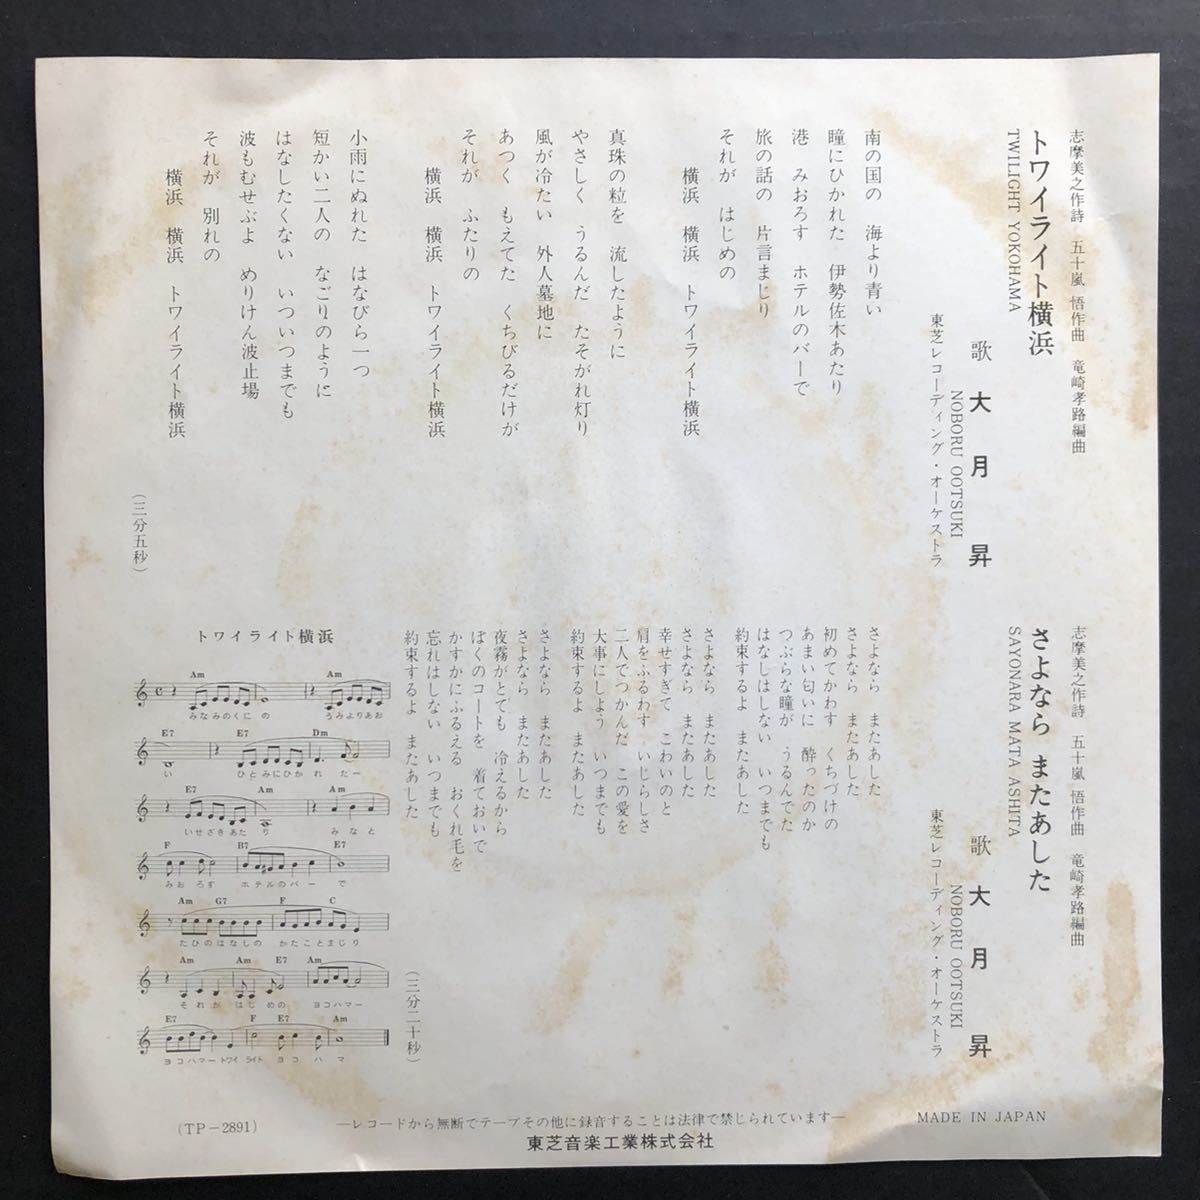 志摩美之作詩　五十嵐　悟作曲　竜崎孝路編曲
トワイライト横浜
TWILIGHT YOKOHAMA
歌　大月　昇
NOBORU OOTSUKI
東芝レコーディング・オーケストラ
南の国の　海より青い
瞳にひかれた　伊勢佐木あたり
港　みおろす　ホテルのバーで
旅の話の　片言まじり
それが　はじめの
横浜　横浜　トワイライト横浜
真珠の粒を　流したように
やさしく　うるんだ　たそがれ灯り
風が冷たい　外人墓地に
あつく　もえてた　くちびるだけが
それが　ふたりの
横浜　横浜　トワイライト横浜
小雨にぬれた　はなびら一つ
短かい二人の　なごりのように
はなしたくない　いついつまでも
波もむせぶよ　めりけん波止場
それが　別れの
横浜　横浜　トワイライト横浜
（三分五秒）
志摩美之作詩　五十嵐　悟作曲　竜崎孝路編曲
さよなら　またあした
SAYONARA MATA ASHITA
歌　大月　昇
NOBORU OOTSUKI
東芝レコーディング・オーケストラ
さよなら　またあした
さよなら　またあした
初めてかわす　くちづけの
あまい匂いに　酔ったのか
つぶらな瞳が　うるんでた
はなしはしない　いつまでも
約束するよ　またあした
さよなら　またあした
さよなら　またあした
幸せすぎて　こわいのと
肩をふるわす　いじらしさ
二人でつかんだ　この愛を
大事にしよう　いつまでも
約束するよ　またあした
さよなら　またあした
さよなら　またあした
夜霧がとても　冷えるから
ぼくのコートを　着ておいで
かすかにふるえる　おくれ毛を
忘れはしない　いつまでも
約束するよ　またあした
（三分二十秒）
トワイライト横浜
Am Am
みなみのくにの うみよりあお
E7 E7 Dm
い ひとみにひかれたー
E7 Am Am
いせざきあたり みなと
F B7 E7
みおろす ホテルのバーで
Am G7 F C
たびのはなしの かたことまじり
Am Am E7 Am
それが はじめの ヨコハマー
E7 F E7 Am
ヨコハマートワイライト ヨコハマ
(TP-2891)
―レコードから無断でテープその他に録音することは法律で禁じられています―
MADE IN JAPAN
東芝音楽工業株式会社